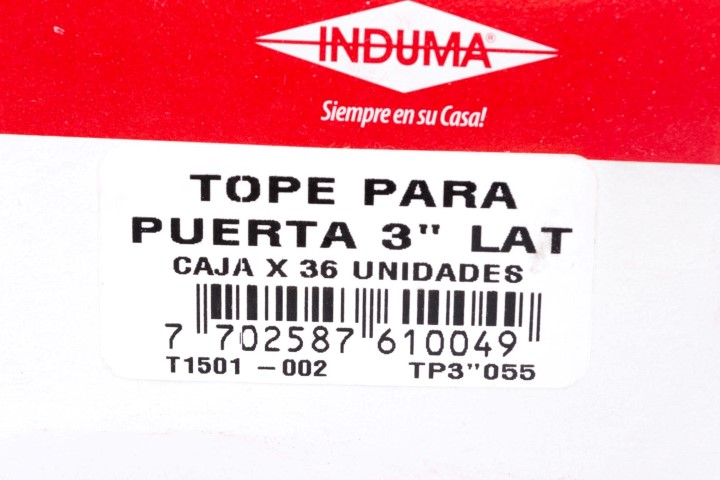 INDUMA®
Siempre en su Casa!
TOPE PARA
PUERTA 3" LAT
CAJA X 36 UNIDADES
7 702587 610049
T1501 -002 TP3"055